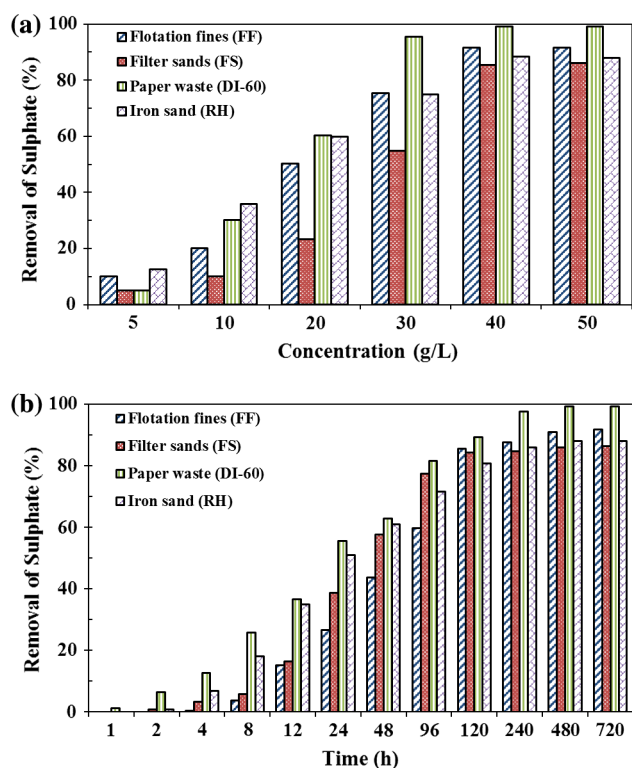 (a)
100
80
60
40
20
0
Removal of Sulphate (%)
Flotation fines (FF)
Filter sands (FS)
Paper waste (DI-60)
Iron sand (RH)
5 10 20 30 40 50
Concentration (g/L)
(b)
100
80
60
40
20
0
Removal of Sulphate (%)
Flotation fines (FF)
Filter sands (FS)
Paper waste (DI-60)
Iron sand (RH)
1 2 4 8 12 24 48 96 120 240 480 720
Time (h)